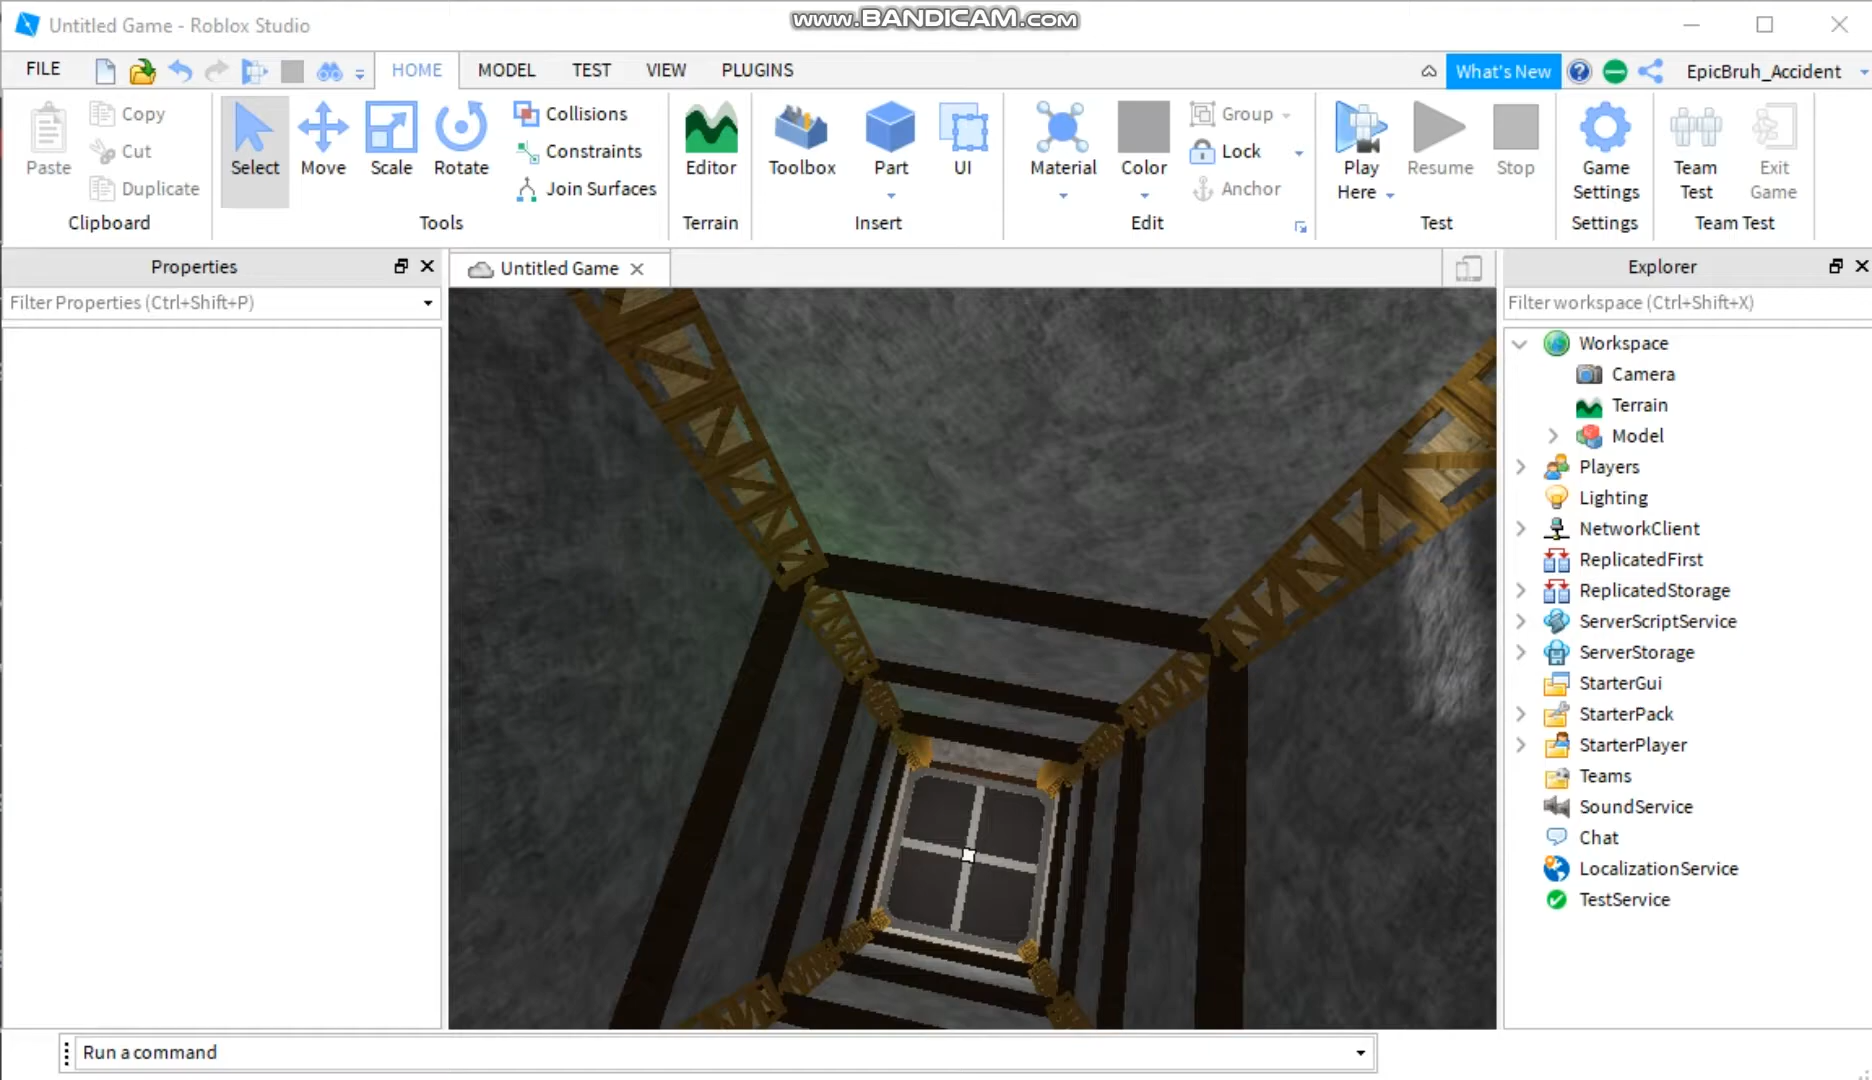 Untitled Game - Roblox Studio
www.BANDICAM.com
FILE
HOME
MODEL
TEST
VIEW
PLUGINS
What's New
EpicBruh_Accident
Paste
Copy
Cut
Duplicate
Clipboard
Select
Move
Scale
Rotate
Collisions
Constraints
Join Surfaces
Tools
Editor
Terrain
Toolbox
Part
UI
Insert
Material
Color
Group
Lock
Anchor
Edit
Play Here
Resume
Stop
Test
Game Settings
Settings
Team Test
Exit Game
Team Test
Properties
Filter Properties (Ctrl+Shift+P)
Untitled Game
Explorer
Filter workspace (Ctrl+Shift+X)
Workspace
Camera
Terrain
Model
Players
Lighting
NetworkClient
ReplicatedFirst
ReplicatedStorage
ServerScriptService
ServerStorage
StarterGui
StarterPack
StarterPlayer
Teams
SoundService
Chat
LocalizationService
TestService
Run a command